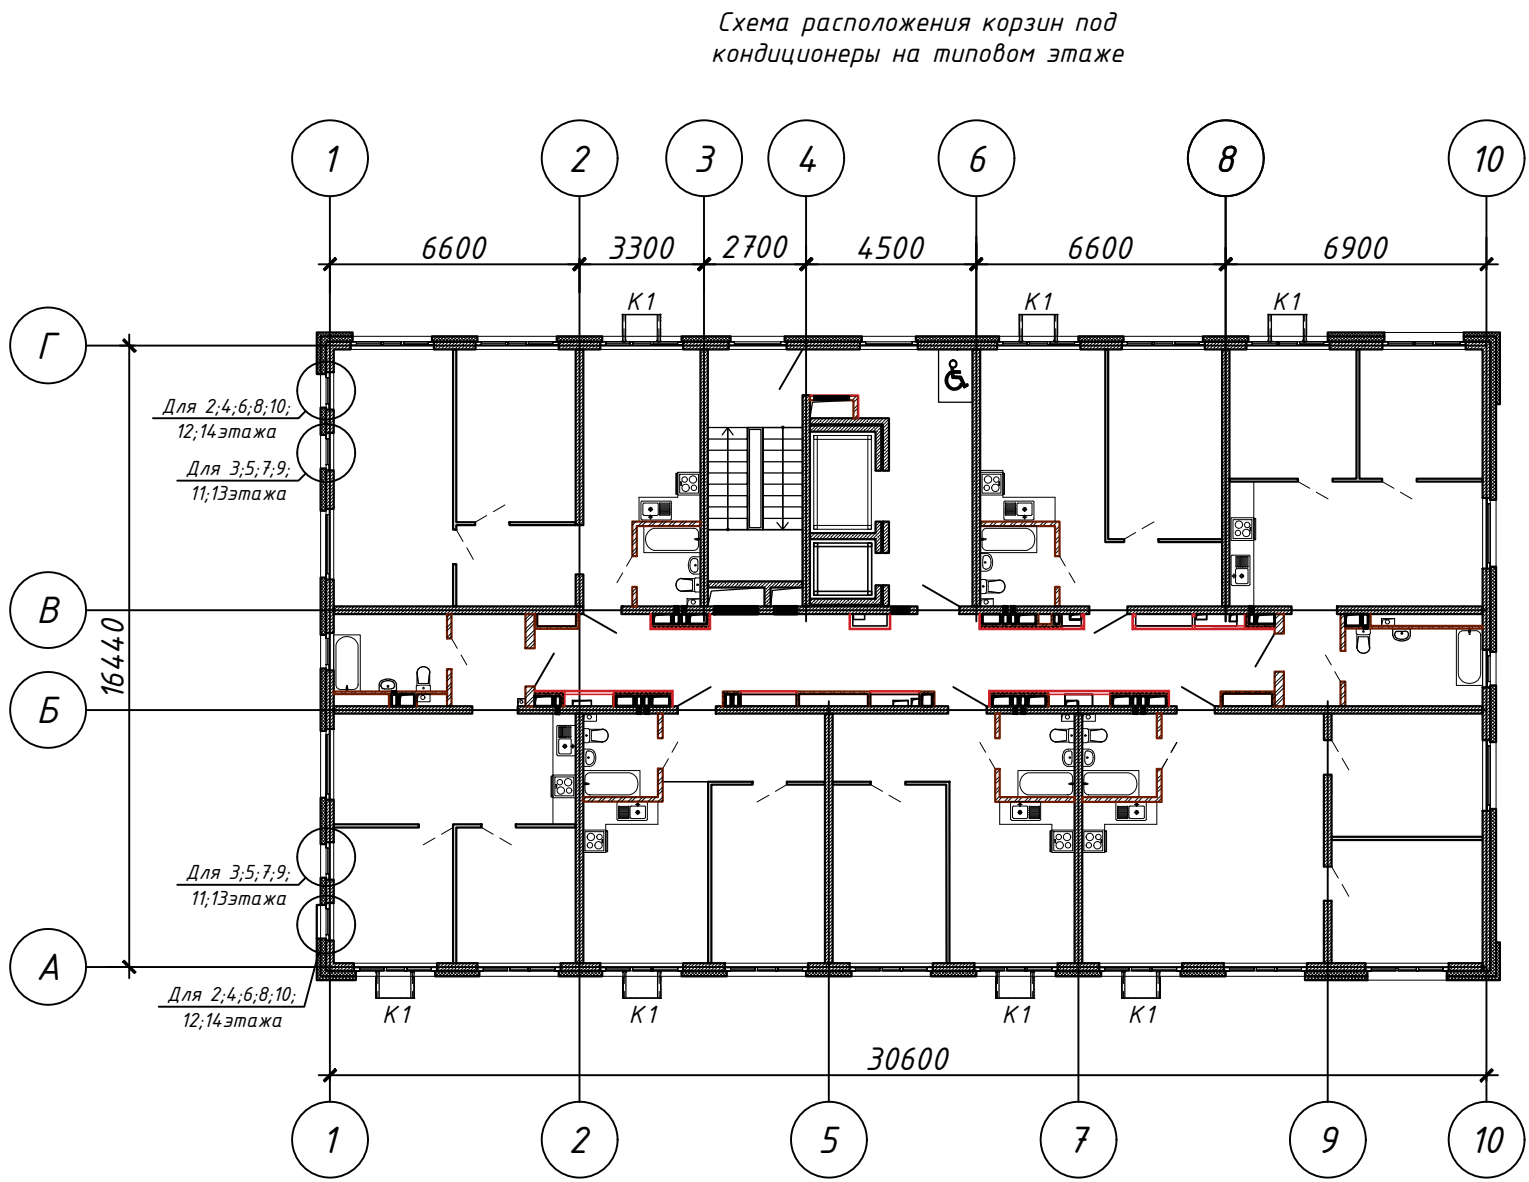 Схема расположения корзин под
кондиционеры на типовом этаже
1 2 3 4 6 8 10
6600 3300 2700 4500 6600 6900
К1 К1 К1
Г
Для 2;4;6;8;10;
12;14этажа
Для 3;5;7;9;
11;13этажа
В
16440
Б
Для 3;5;7;9;
11;13этажа
А
Для 2;4;6;8;10;
12;14этажа
К1 К1 К1 К1
30600
1 2 5 7 9 10